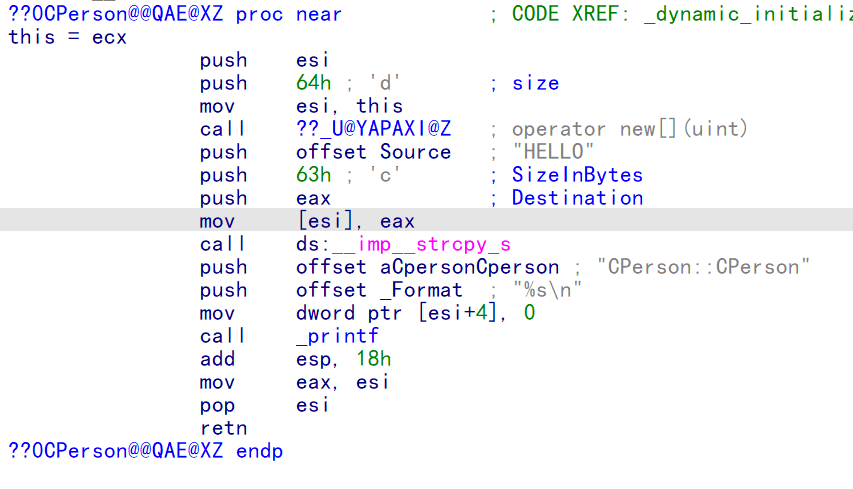 ??0CPerson@@QAE@XZ proc near ; CODE XREF: _dynamic_initializ
this = ecx
push esi
push 64h ; 'd' ; size
mov esi, this
call ??_U@YAPAXI@Z ; operator new[](uint)
push offset Source ; "HELLO"
push 63h ; 'c' ; SizeInBytes
push eax ; Destination
mov [esi], eax
call ds:__imp__strcpy_s
push offset aCpersonCperson ; "CPerson::CPerson"
push offset _Format ; "%s\n"
mov dword ptr [esi+4], 0
call _printf
add esp, 18h
mov eax, esi
pop esi
retn
??0CPerson@@QAE@XZ endp